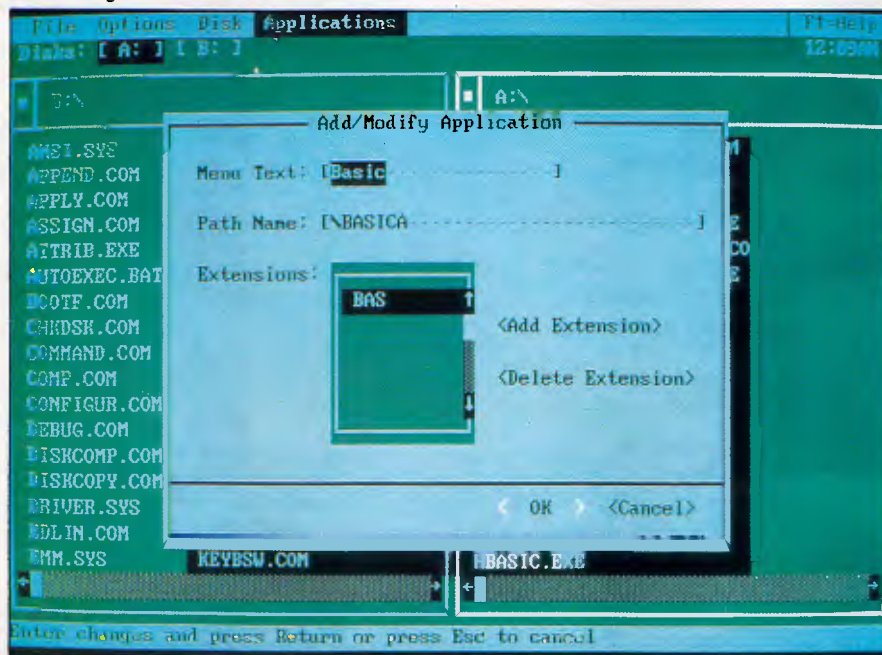 File Options Disk Applications F1=Help
Disks: [ A: ] [ B: ] 12:09AM
A:\
Add/Modify Application
ANSI.SYS
Menu Text: [Basic ]
APPEND.COM
APPLY.COM
Path Name: [\BASICA ]
ASSIGN.COM
ATTRIB.EXE
Extensions:
AUTOEXEC.BAT
BAS
BOOTF.COM
<Add Extension>
CHKDSK.COM
COMMAND.COM
<Delete Extension>
COMP.COM
CONFIGUR.COM
DEBUG.COM
DISKCOMP.COM
DISKCOPY.COM
DRIVER.SYS
< OK > <Cancel>
EDLIN.COM
EMM.SYS KEYBSW.COM BASIC.EXE
Enter changes and press Return or press Esc to cancel